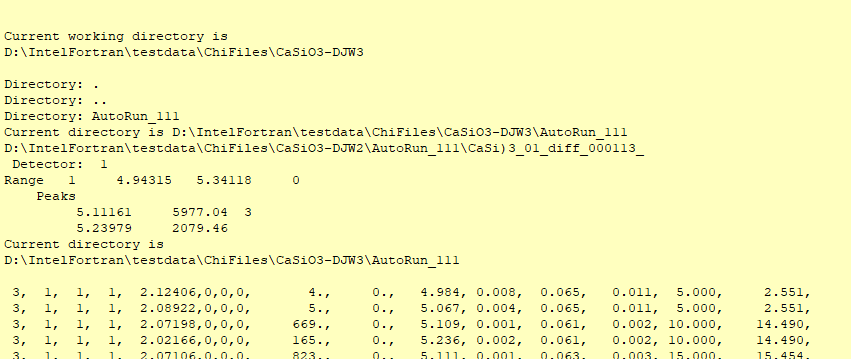 Current working directory is
D:\IntelFortran\testdata\ChiFiles\CaSiO3-DJW3
Directory: .
Directory: ..
Directory: AutoRun_111
Current directory is D:\IntelFortran\testdata\ChiFiles\CaSiO3-DJW3\AutoRun_111
D:\IntelFortran\testdata\ChiFiles\CaSiO3-DJW2\AutoRun_111\CaSi)3_01_diff_000113_
Detector: 1
Range 1 4.94315 5.34118 0
Peaks
5.11161 5977.04 3
5.23979 2079.46
Current directory is
D:\IntelFortran\testdata\ChiFiles\CaSiO3-DJW3\AutoRun_111
3, 1, 1, 1, 2.12406,0,0,0, 4., 0., 4.984, 0.008, 0.065, 0.011, 5.000, 2.551,
3, 1, 1, 1, 2.08922,0,0,0, 5., 0., 5.067, 0.004, 0.065, 0.011, 5.000, 2.551,
3, 1, 1, 1, 2.07198,0,0,0, 669., 0., 5.109, 0.001, 0.061, 0.002, 10.000, 14.490,
3, 1, 1, 1, 2.02166,0,0,0, 165., 0., 5.236, 0.002, 0.061, 0.002, 10.000, 14.490,
3, 1, 1, 1, 2.07106,0,0,0, 823., 0., 5.111, 0.001, 0.063, 0.003, 15.000, 15.454,